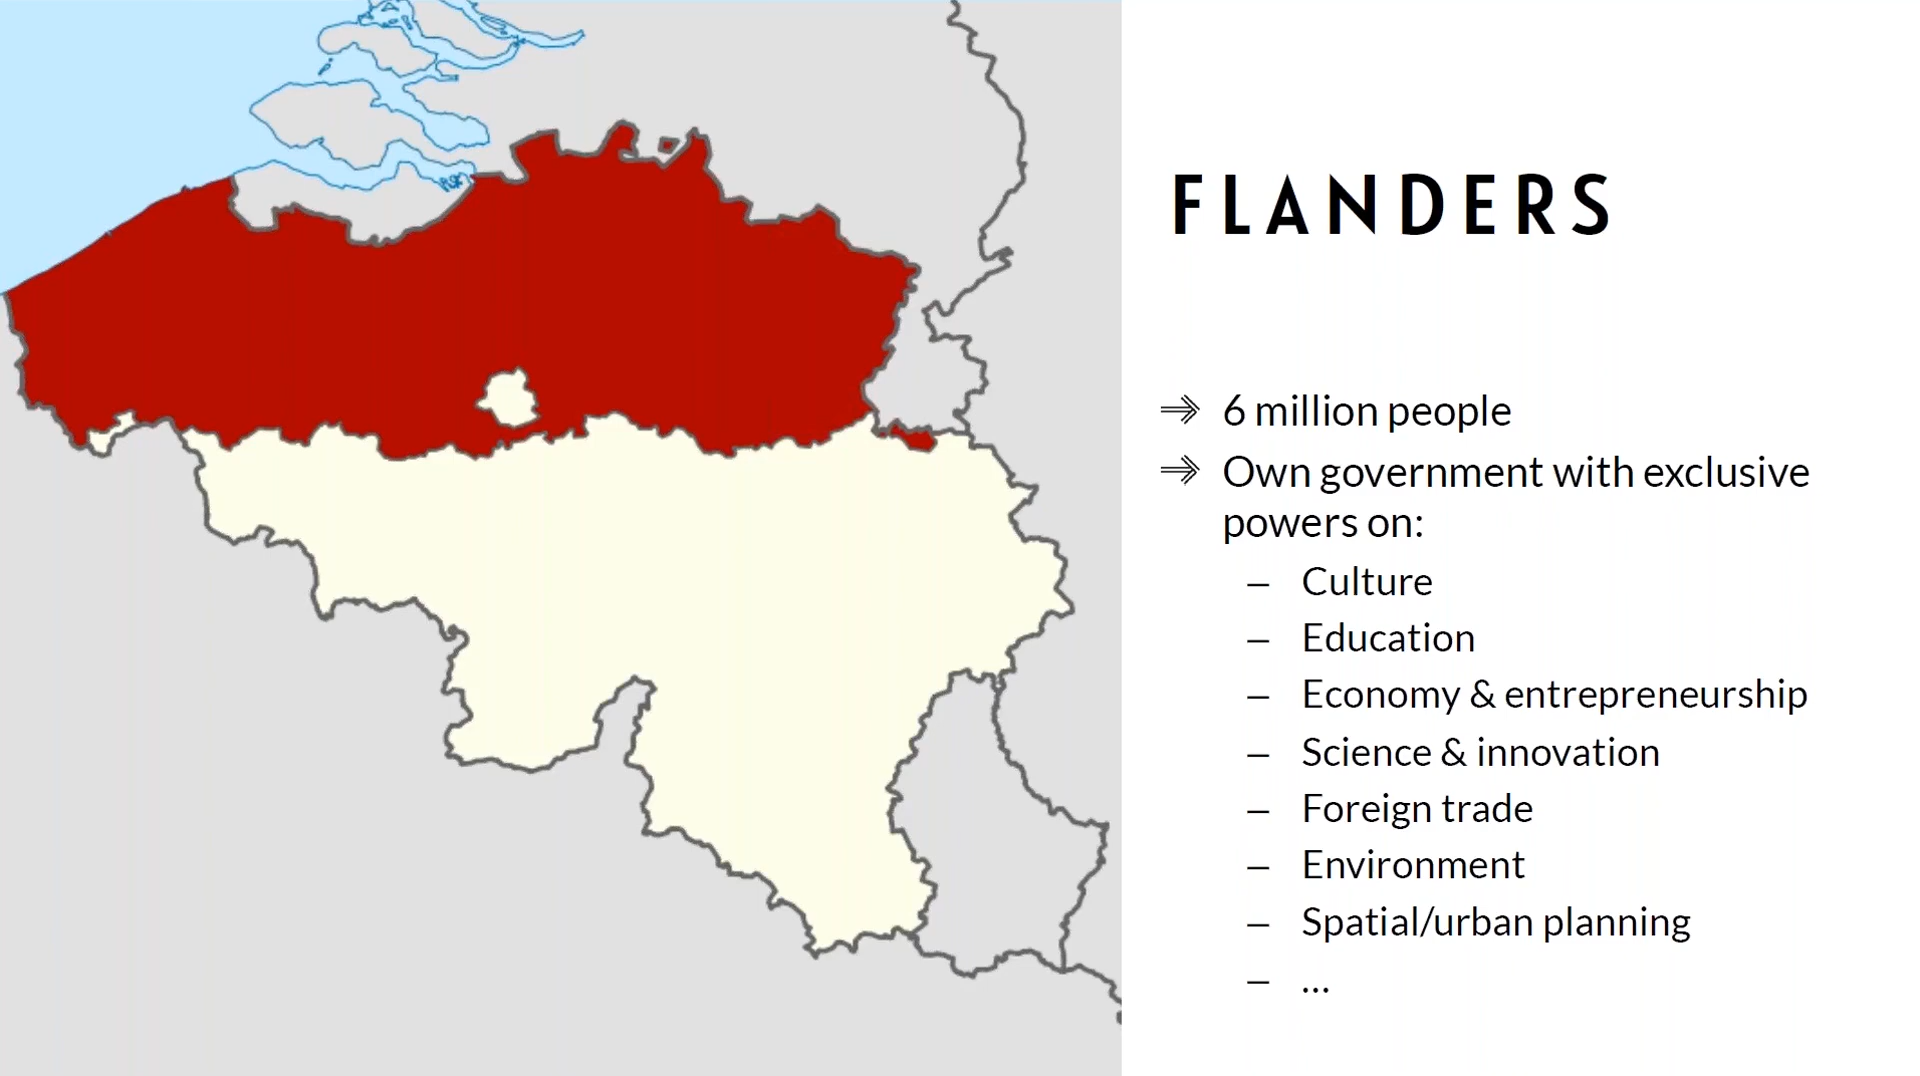 FLANDERS
⇒ 6 million people
⇒ Own government with exclusive
powers on:
– Culture
– Education
– Economy & entrepreneurship
– Science & innovation
– Foreign trade
– Environment
– Spatial/urban planning
– ...